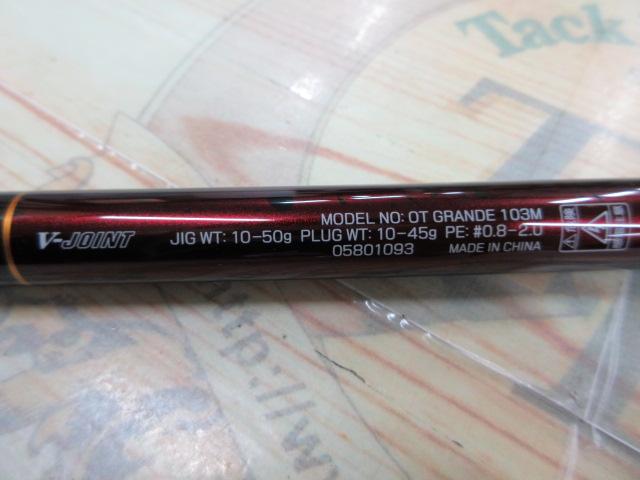 Tack
V-JOINT
MODEL NO: OT GRANDE 103M
JIG WT: 10-50g PLUG WT: 10-45g PE: #0.8-2.0
05801093 MADE IN CHINA
http://w